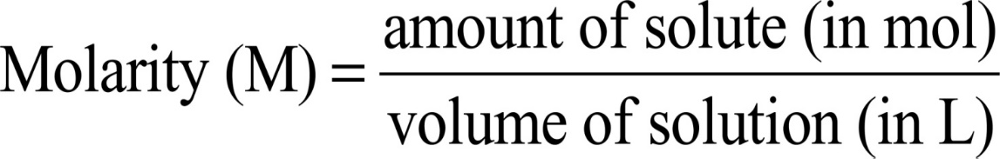 Molarity (M) = amount of solute (in mol)
volume of solution (in L)